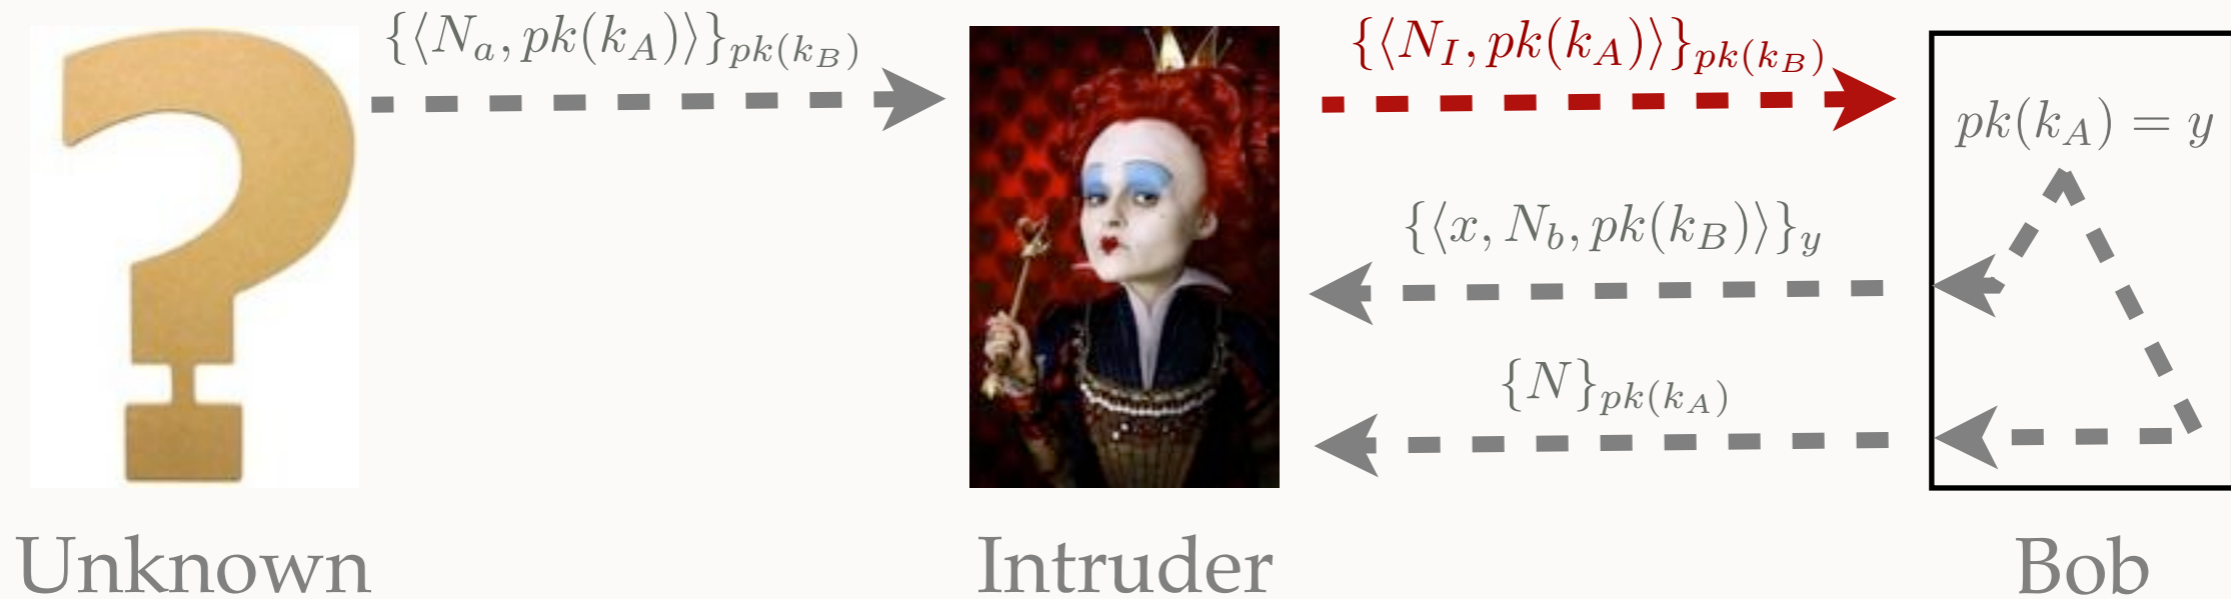 {⟨N_a, pk(k_A)⟩}_{pk(k_B)}
{⟨N_I, pk(k_A)⟩}_{pk(k_B)}
pk(k_A) = y
{⟨x, N_b, pk(k_B)⟩}_y
{N}_{pk(k_A)}
Unknown
Intruder
Bob